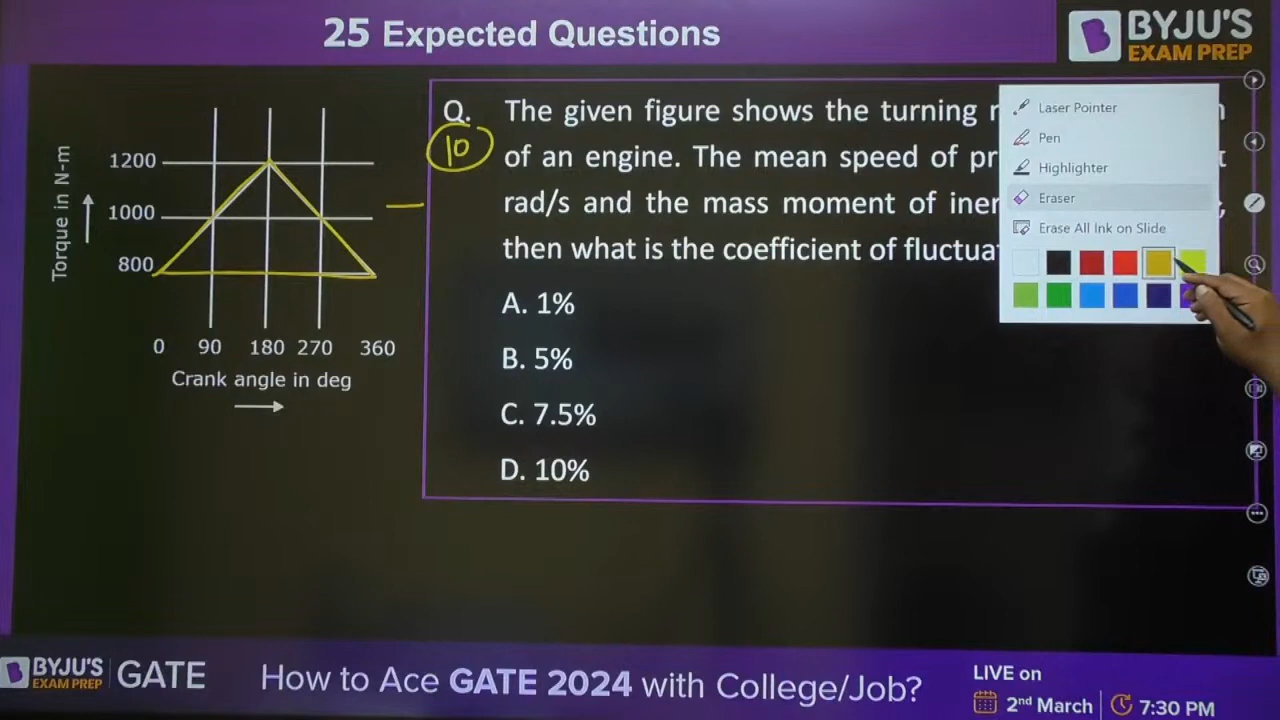 25 Expected Questions
BYJU'S
EXAM PREP
Torque in N-m
1200
1000
800
0 90 180 270 360
Crank angle in deg
Q. The given figure shows the turning
10
of an engine. The mean speed of
rad/s and the mass moment of
then what is the coefficient of
A. 1%
B. 5%
C. 7.5%
D. 10%
Laser Pointer
Pen
Highlighter
Eraser
Erase All Ink on Slide
BYJU'S
EXAM PREP
GATE
How to Ace GATE 2024 with College/Job?
LIVE on
2nd March
7:30 PM